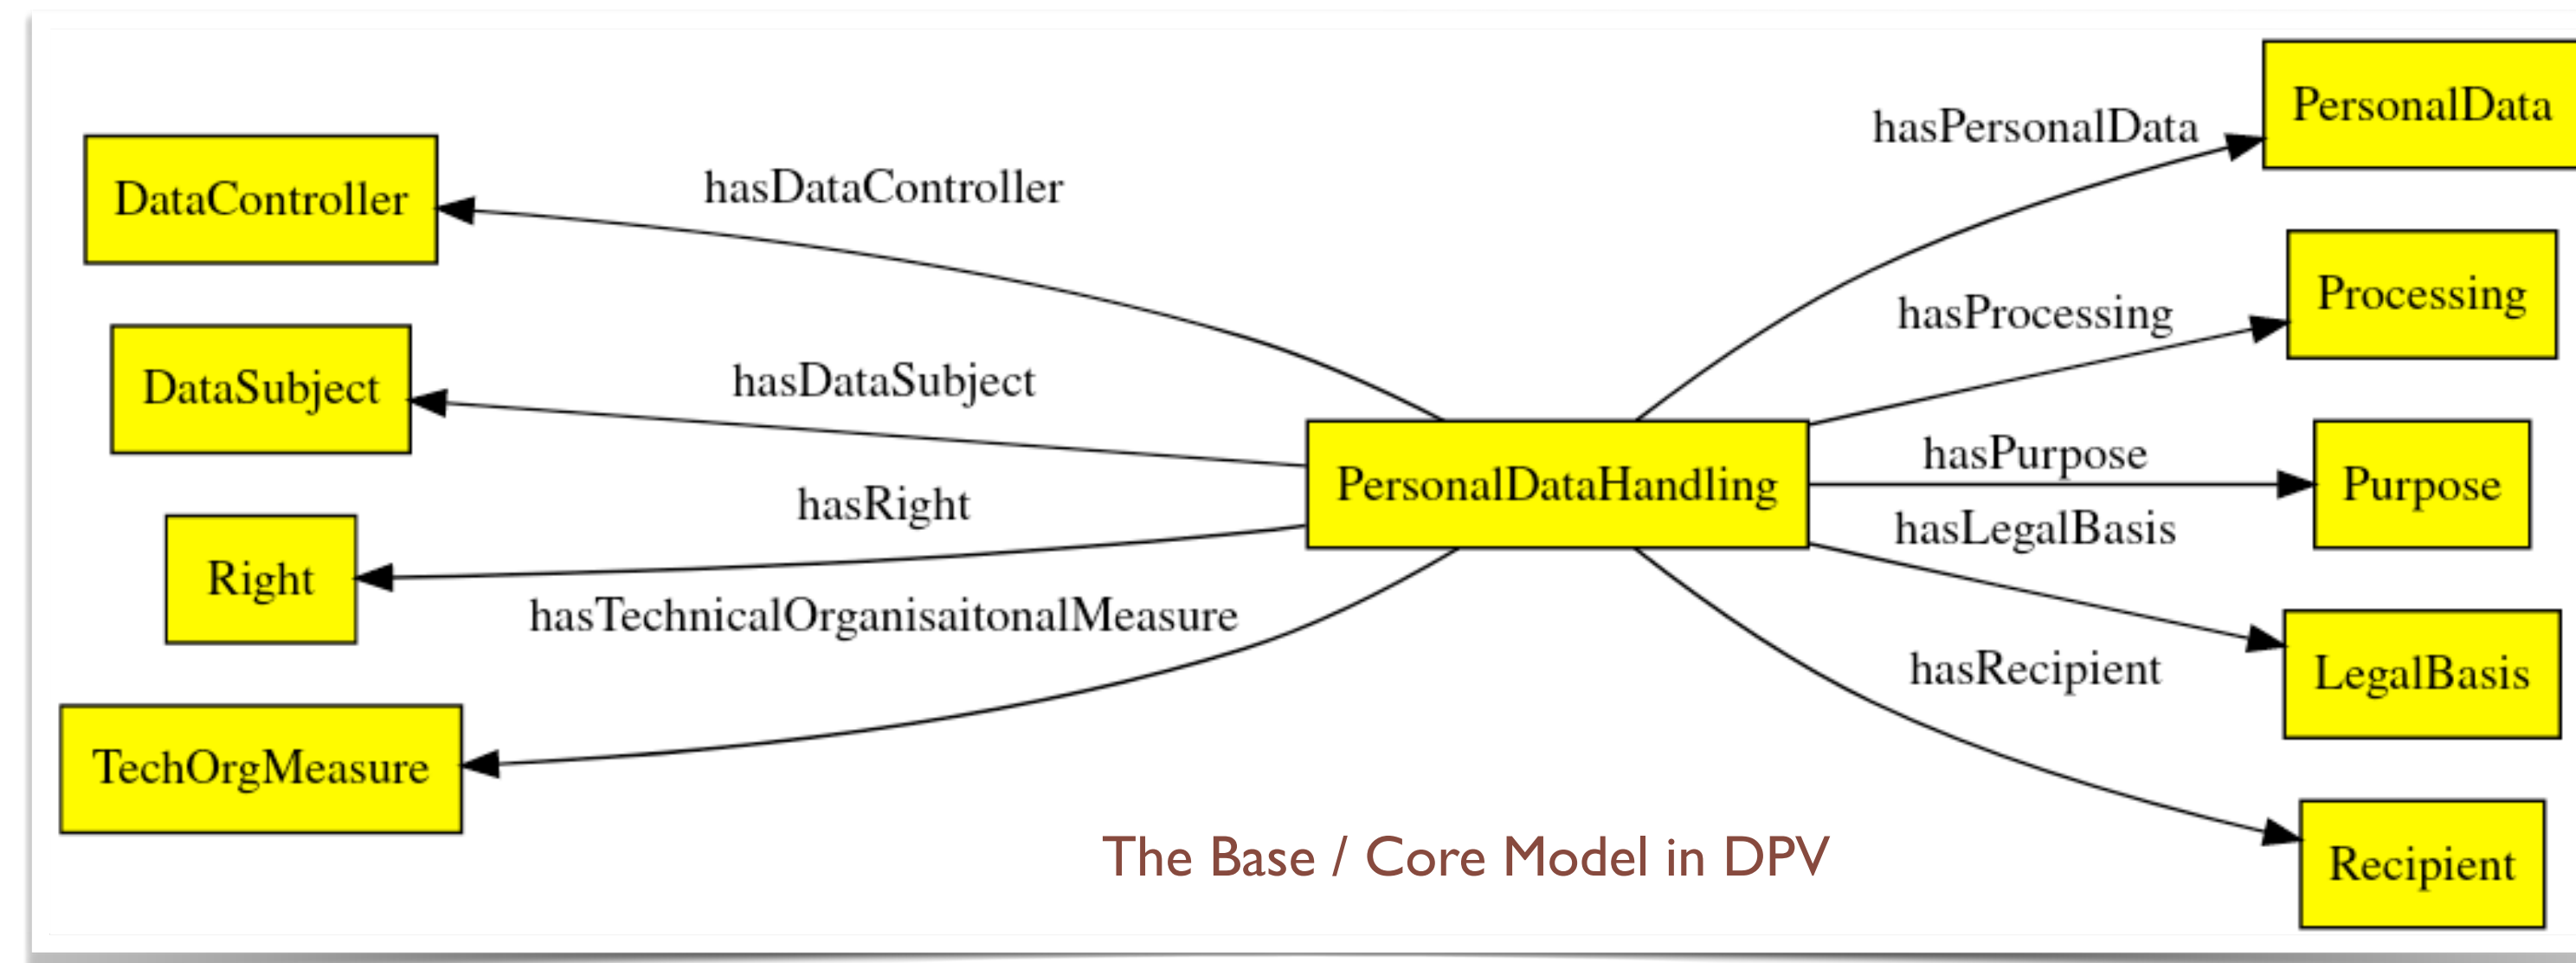 PersonalData
hasPersonalData
DataController
hasDataController
Processing
hasProcessing
DataSubject
hasDataSubject
PersonalDataHandling
hasPurpose
Purpose
hasRight
Right
hasLegalBasis
LegalBasis
hasTechnicalOrganisaitonalMeasure
TechOrgMeasure
hasRecipient
Recipient
The Base / Core Model in DPV